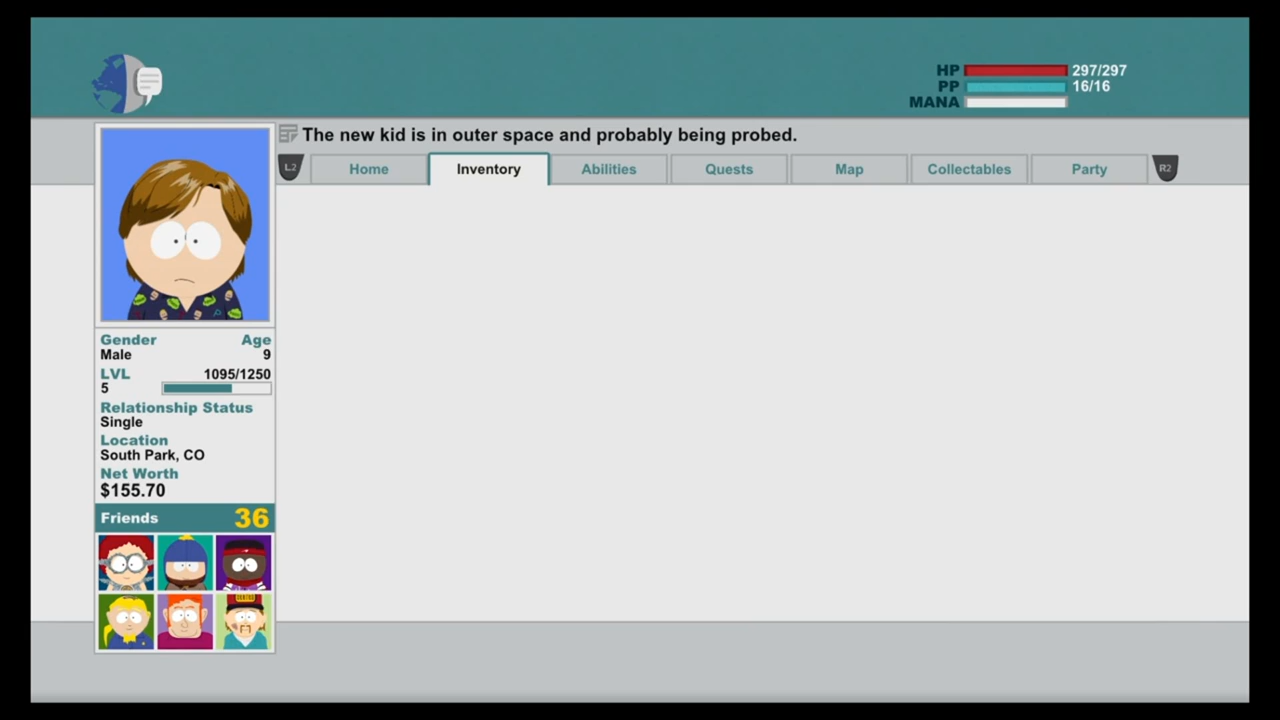 HP 297/297
PP 16/16
MANA
The new kid is in outer space and probably being probed.
L2 Home Inventory Abilities Quests Map Collectables Party R2
Gender Age
Male 9
LVL 1095/1250
5
Relationship Status
Single
Location
South Park, CO
Net Worth
$155.70
Friends 36